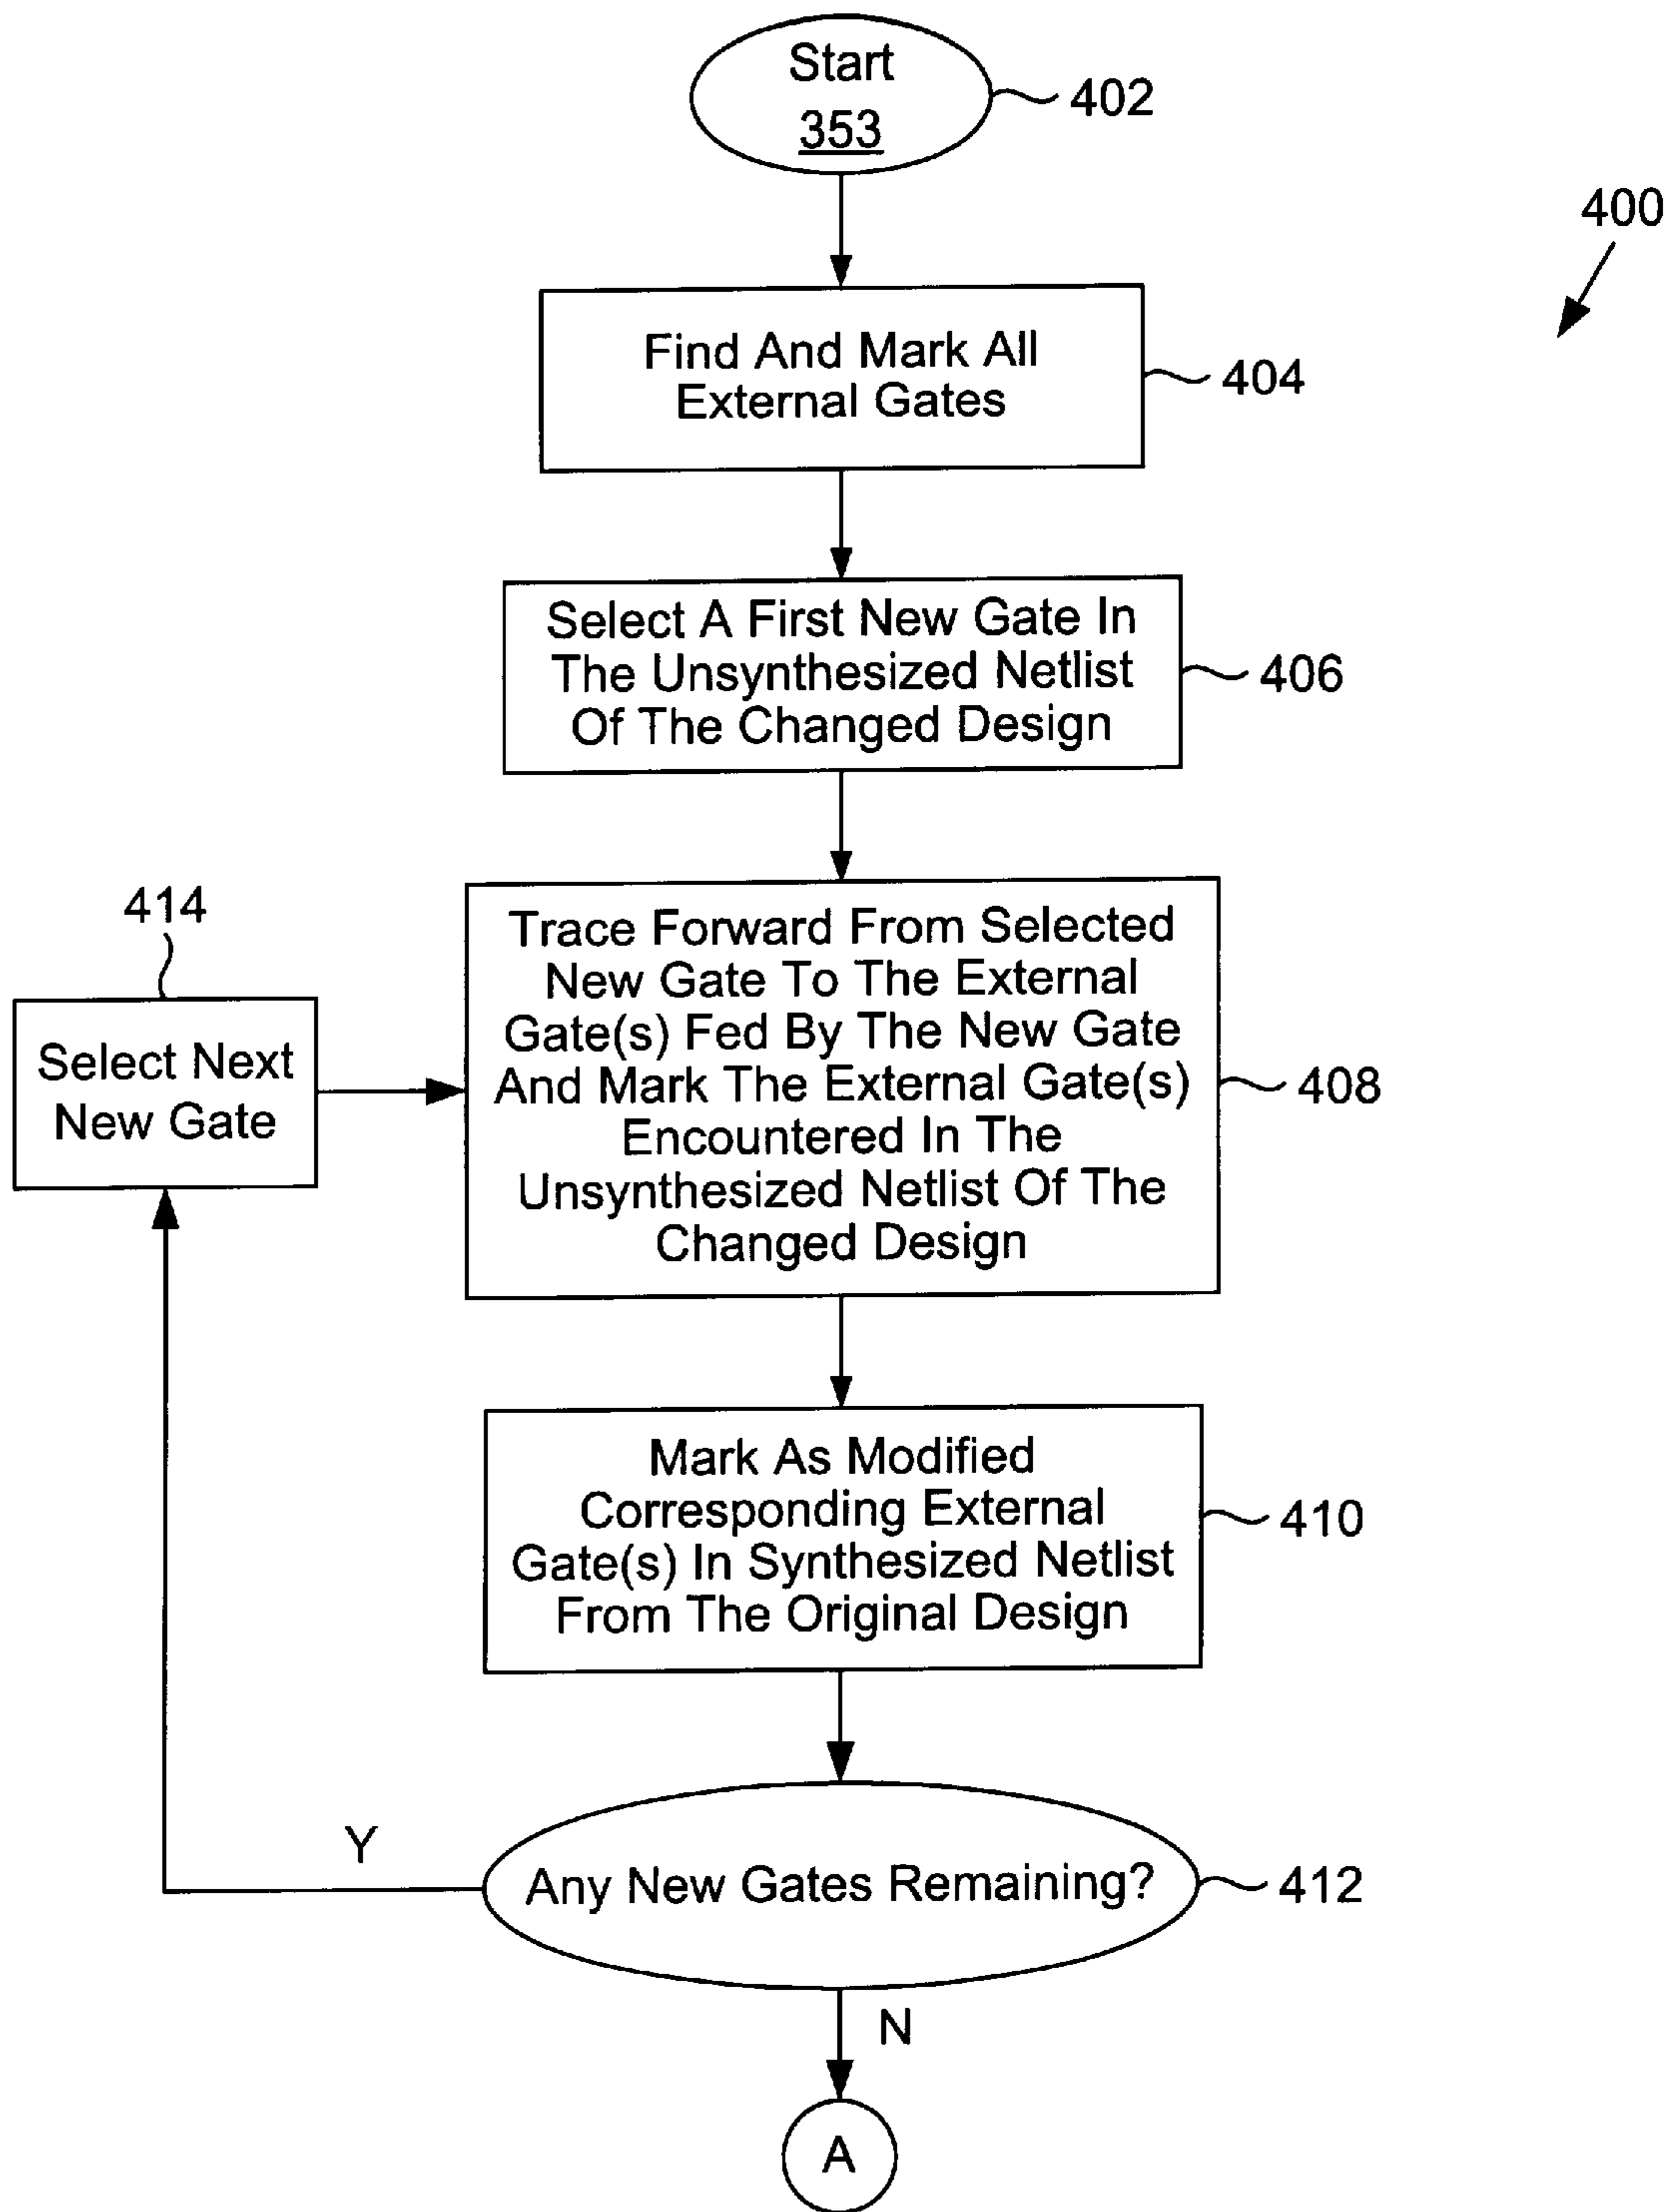 Start
353
402
400
Find And Mark All
External Gates
404
Select A First New Gate In
The Unsynthesized Netlist
Of The Changed Design
406
414
Select Next
New Gate
Trace Forward From Selected
New Gate To The External
Gate(s) Fed By The New Gate
And Mark The External Gate(s)
Encountered In The
Unsynthesized Netlist Of The
Changed Design
408
Mark As Modified
Corresponding External
Gate(s) In Synthesized Netlist
From The Original Design
410
Y
Any New Gates Remaining?
412
N
A